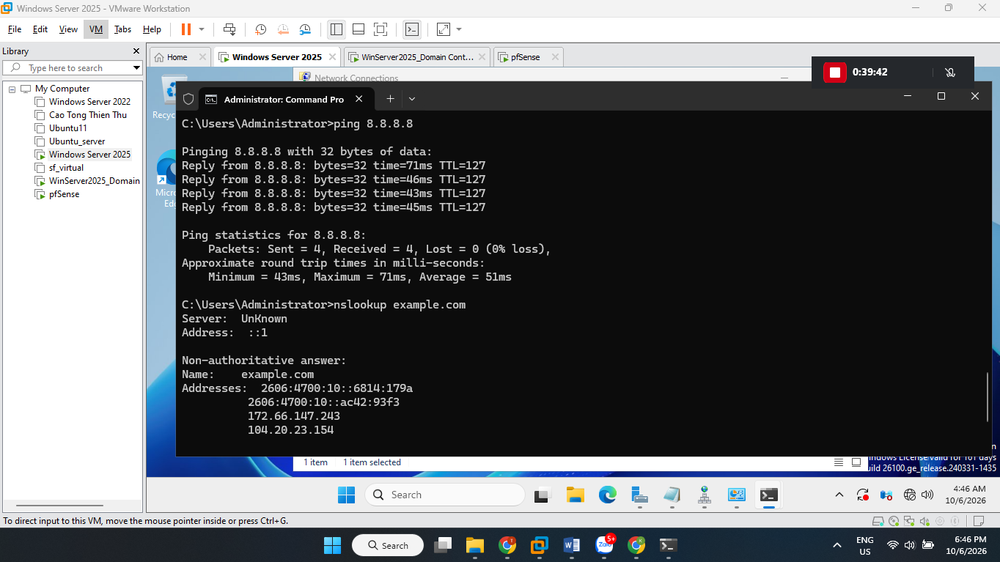 Windows Server 2025 - VMware Workstation
File Edit View VM Tabs Help
Library
Type here to search
My Computer
Windows Server 2022
Cao Tong Thien Thu
Ubuntu11
Ubuntu_server
Windows Server 2025
sf_virtual
WinServer2025_Domain
pfSense
Home
Windows Server 2025
WinServer2025_Domain Cont...
pfSense
Network Connections
0:39:42
Recyc
Micro
Edg
Administrator: Command Pro
C:\Users\Administrator>ping 8.8.8.8
Pinging 8.8.8.8 with 32 bytes of data:
Reply from 8.8.8.8: bytes=32 time=71ms TTL=127
Reply from 8.8.8.8: bytes=32 time=46ms TTL=127
Reply from 8.8.8.8: bytes=32 time=43ms TTL=127
Reply from 8.8.8.8: bytes=32 time=45ms TTL=127
Ping statistics for 8.8.8.8:
Packets: Sent = 4, Received = 4, Lost = 0 (0% loss),
Approximate round trip times in milli-seconds:
Minimum = 43ms, Maximum = 71ms, Average = 51ms
C:\Users\Administrator>nslookup example.com
Server: UnKnown
Address: ::1
Non-authoritative answer:
Name: example.com
Addresses: 2606:4700:10::6814:179a
2606:4700:10::ac42:93f3
172.66.147.243
104.20.23.154
1 item 1 item selected
License valid for 161 days
uild 26100.ge_release.240331-1435
Search
4:46 AM
10/6/2026
To direct input to this VM, move the mouse pointer inside or press Ctrl+G.
Search
Zalo
5+
ENG
US
6:46 PM
10/6/2026